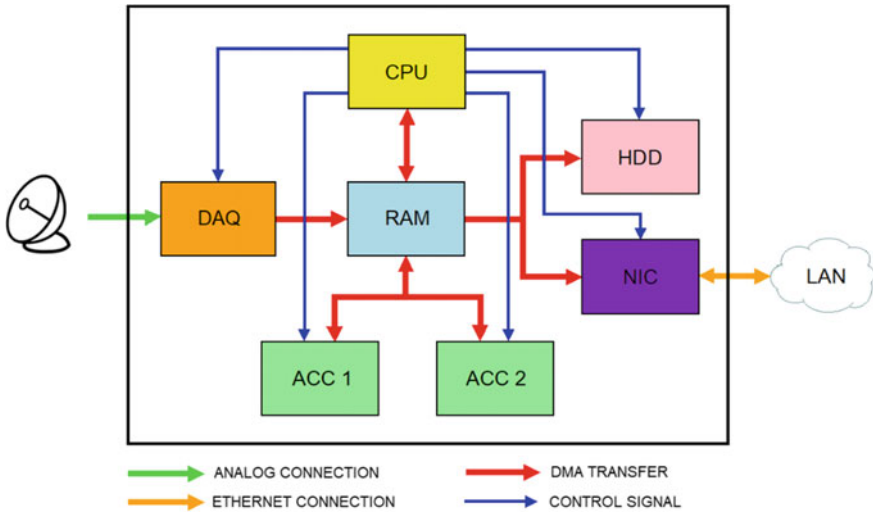 CPU
HDD
DAQ
RAM
NIC
LAN
ACC 1
ACC 2
ANALOG CONNECTION
DMA TRANSFER
ETHERNET CONNECTION
CONTROL SIGNAL